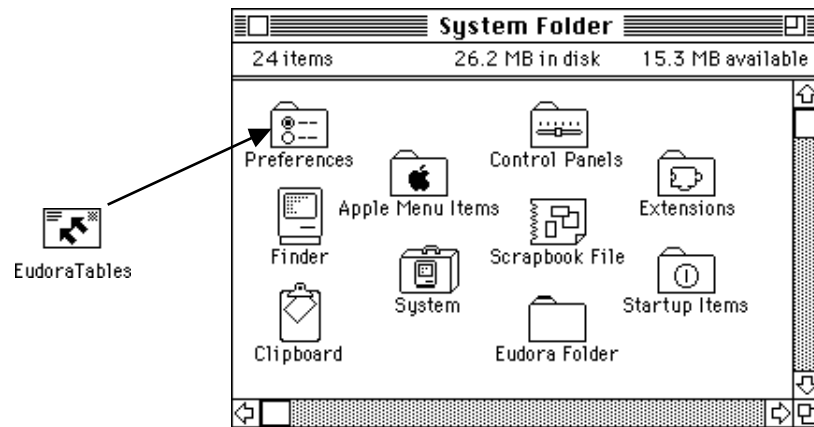 System Folder
24 items 26.2 MB in disk 15.3 MB available
Preferences
Control Panels
Apple Menu Items
Extensions
EudoraTables
Finder
Scrapbook File
System
Startup Items
Clipboard
Eudora Folder